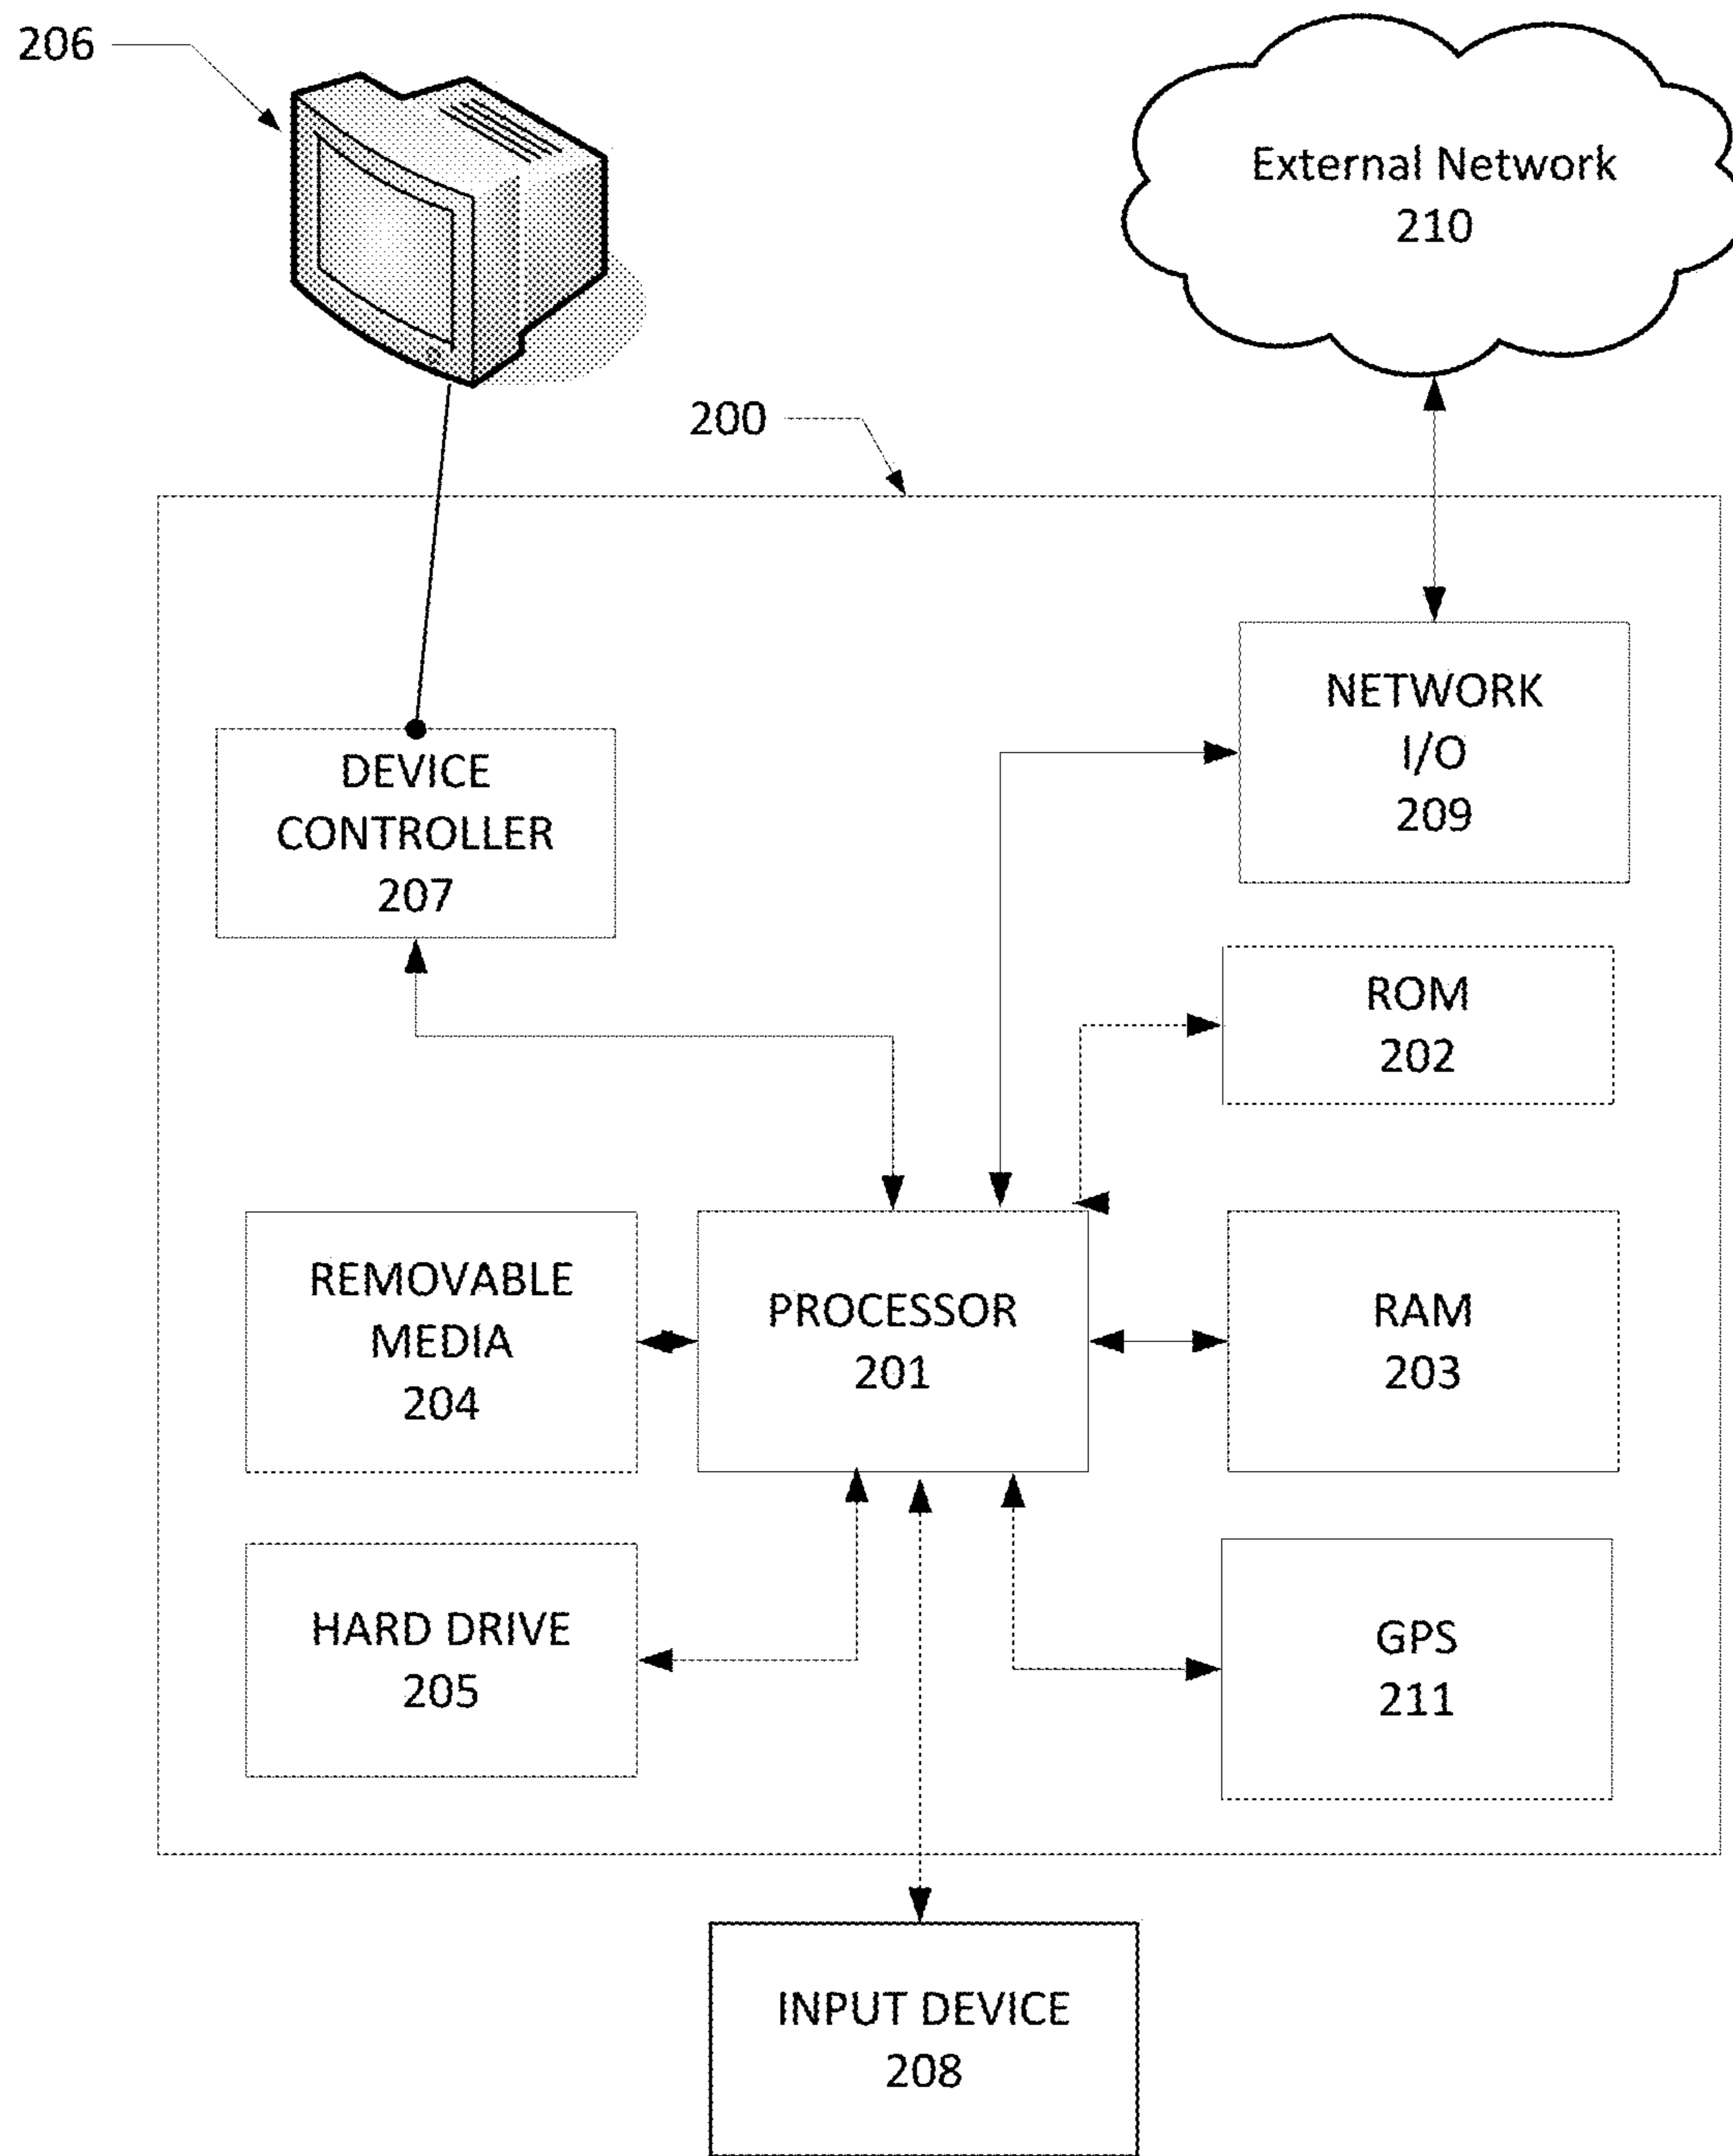 206
External Network
210
200
NETWORK
I/O
209
DEVICE
CONTROLLER
207
ROM
202
REMOVABLE
MEDIA
204
PROCESSOR
201
RAM
203
HARD DRIVE
205
GPS
211
INPUT DEVICE
208